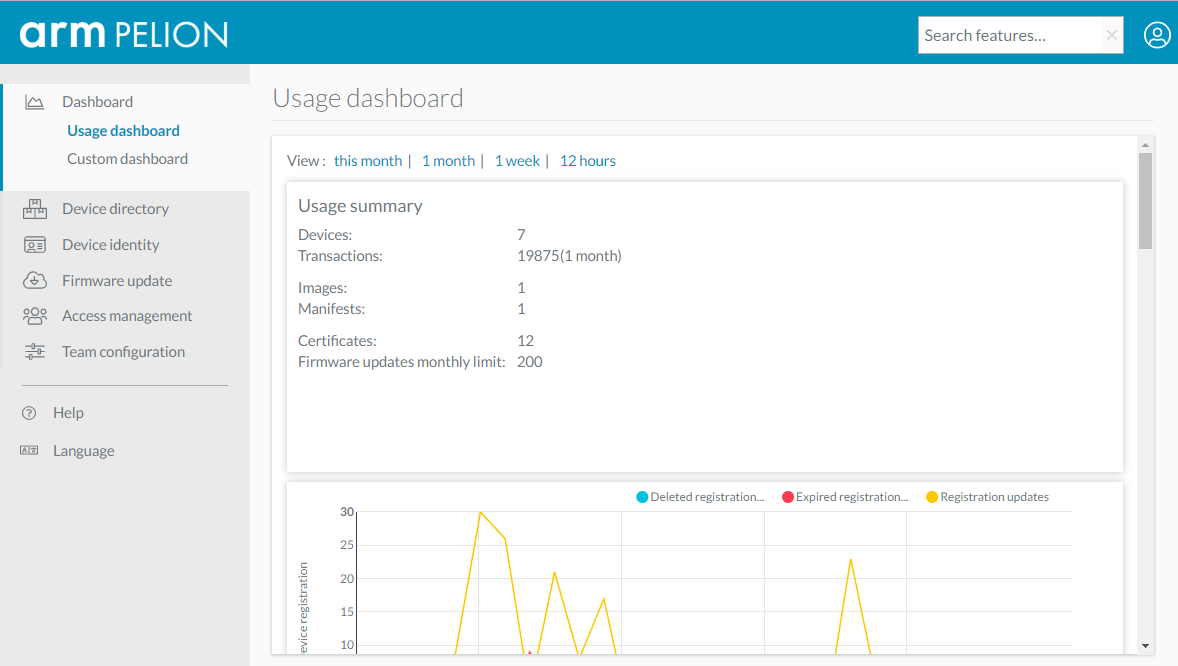 arm PELION
Search features...
Dashboard
Usage dashboard
Custom dashboard
Device directory
Device identity
Firmware update
Access management
Team configuration
Help
Language
Usage dashboard
View : this month | 1 month | 1 week | 12 hours
Usage summary
Devices: 7
Transactions: 19875(1 month)
Images: 1
Manifests: 1
Certificates: 12
Firmware updates monthly limit: 200
Deleted registration... Expired registration... Registration updates
30
25
20
15
10
evice registration